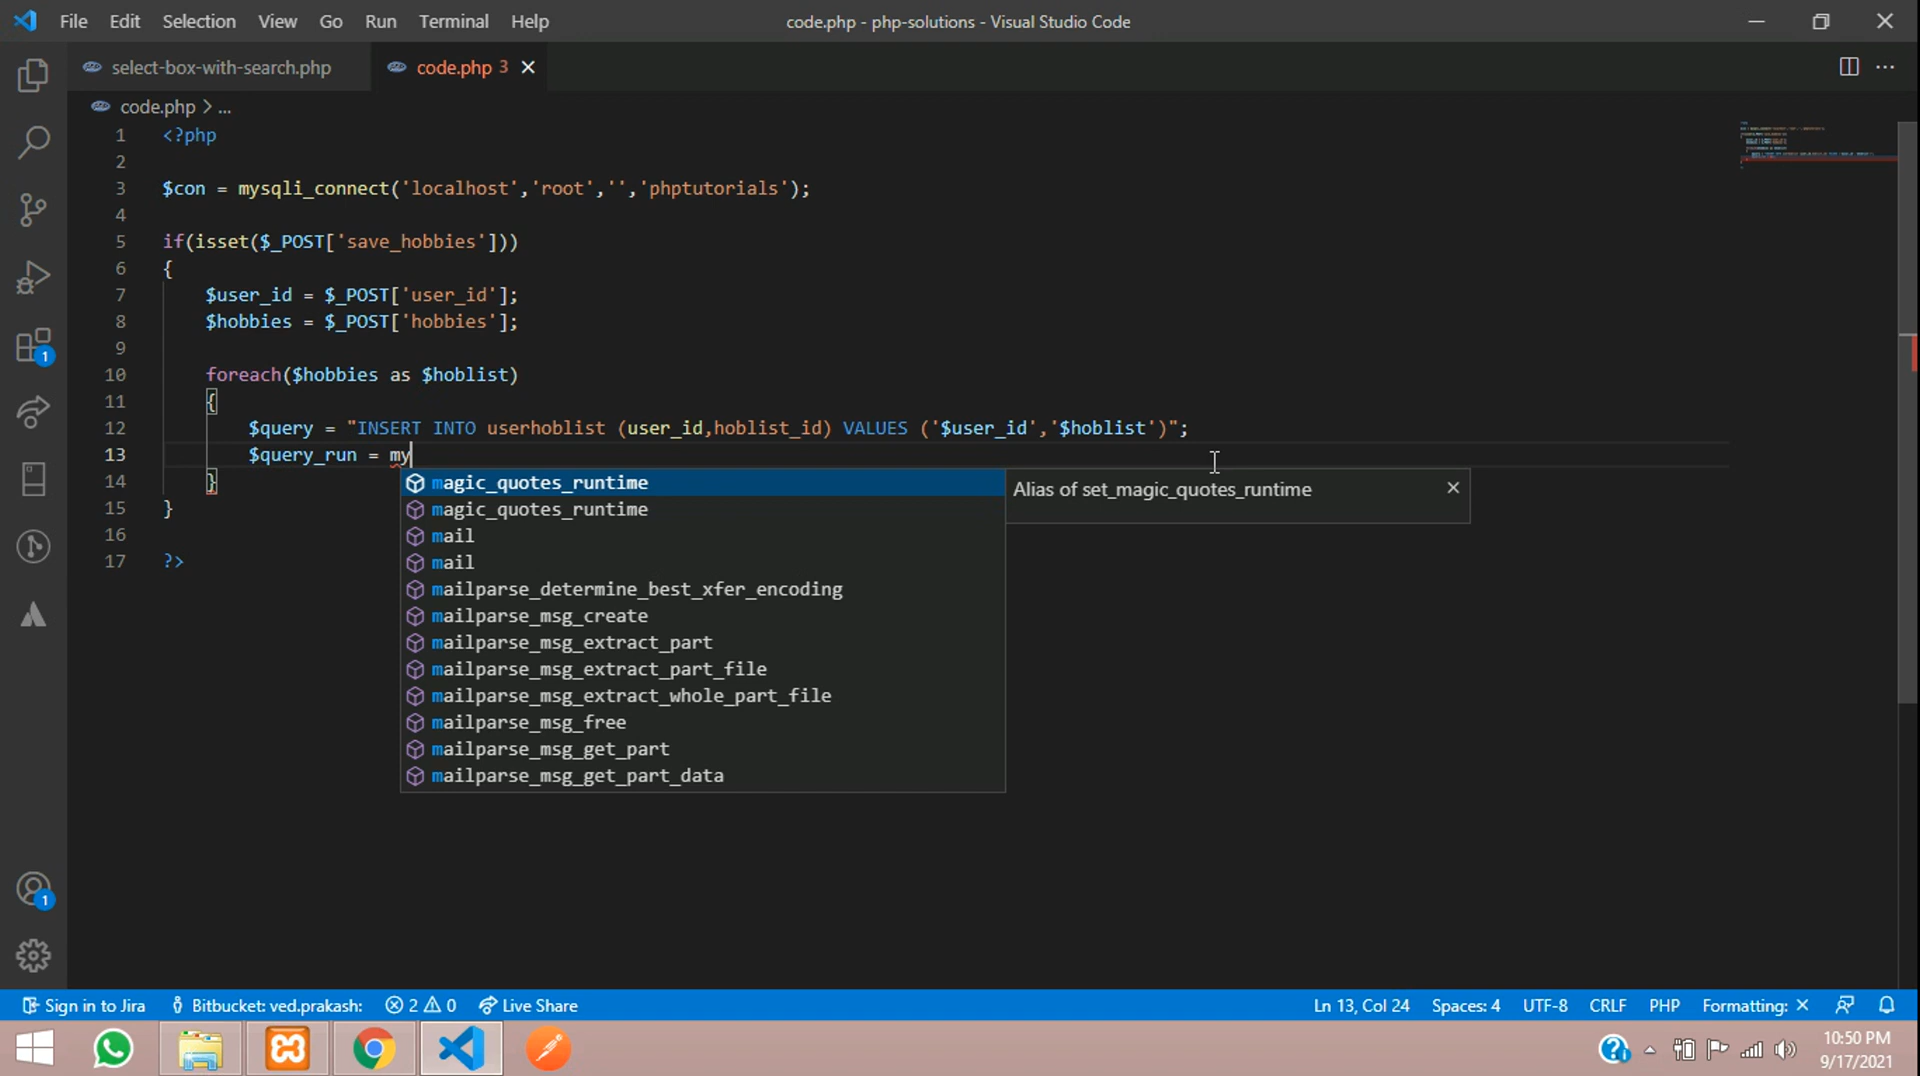 File Edit Selection View Go Run Terminal Help code.php - php-solutions - Visual Studio Code
select-box-with-search.php code.php 3
code.php > ...
1 <?php
2
3 $con = mysqli_connect('localhost','root','','phptutorials');
4
5 if(isset($_POST['save_hobbies']))
6 {
7 $user_id = $_POST['user_id'];
8 $hobbies = $_POST['hobbies'];
9
10 foreach($hobbies as $hoblist)
11 {
12 $query = "INSERT INTO userhoblist (user_id,hoblist_id) VALUES ('$user_id','$hoblist')";
13 $query_run = my
14 }
15 }
16
17 ?>
magic_quotes_runtime
Alias of set_magic_quotes_runtime
magic_quotes_runtime
mail
mail
mailparse_determine_best_xfer_encoding
mailparse_msg_create
mailparse_msg_extract_part
mailparse_msg_extract_part_file
mailparse_msg_extract_whole_part_file
mailparse_msg_free
mailparse_msg_get_part
mailparse_msg_get_part_data
1
1
Sign in to Jira Bitbucket: ved.prakash: 2 0 Live Share Ln 13, Col 24 Spaces: 4 UTF-8 CRLF PHP Formatting: ×
10:50 PM
9/17/2021